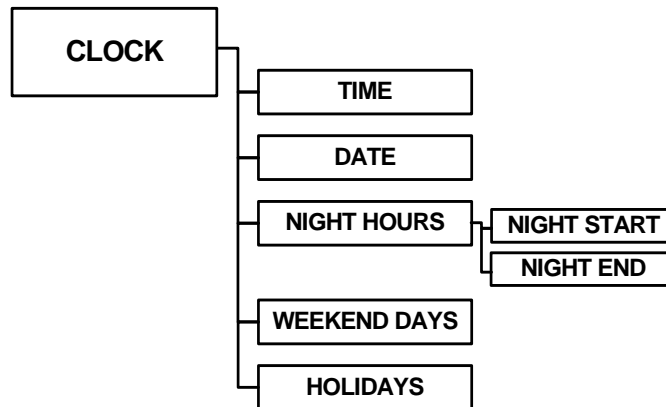 CLOCK
TIME
DATE
NIGHT HOURS
NIGHT START
NIGHT END
WEEKEND DAYS
HOLIDAYS